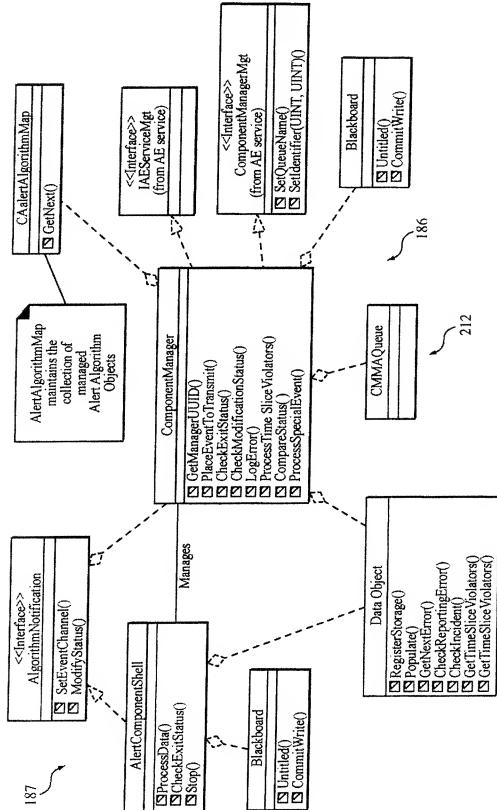 187
<<Interface>>
AlgorithmNotification
SetEventChannel()
ModifyStatus()
AlertAlgorithmMap
maintains the
collection of
managed
Alert Algorithm
Objects
CAalertAlgorithmMap
GetNext()
AlertComponentShell
ProcessData()
CheckExitStatus()
Stop()
Manages
ComponentManager
GetManagerUUID()
PlaceEventToTransmit()
CheckExitStatus()
CheckModificationStatus()
LogError()
ProcessTime SliceViolators()
CompareStatus()
ProcessSpecialEvent()
<<Interface>>
IAEServiceMgt
(from AE service)
<<Interface>>
ComponentManagerMgt
(from AE service)
SetQueueName()
SetIdentifier(UINT, UINT)()
Blackboard
Untitled()
CommitWrite()
Data Object
RegisterStorage()
Populate()
GetNextError()
CheckReportingError()
CheckIncident()
GetTimeSliceViolators()
GetTimeSliceViolators()
CMMAQueue
212
186
Blackboard
Untitled()
CommitWrite()